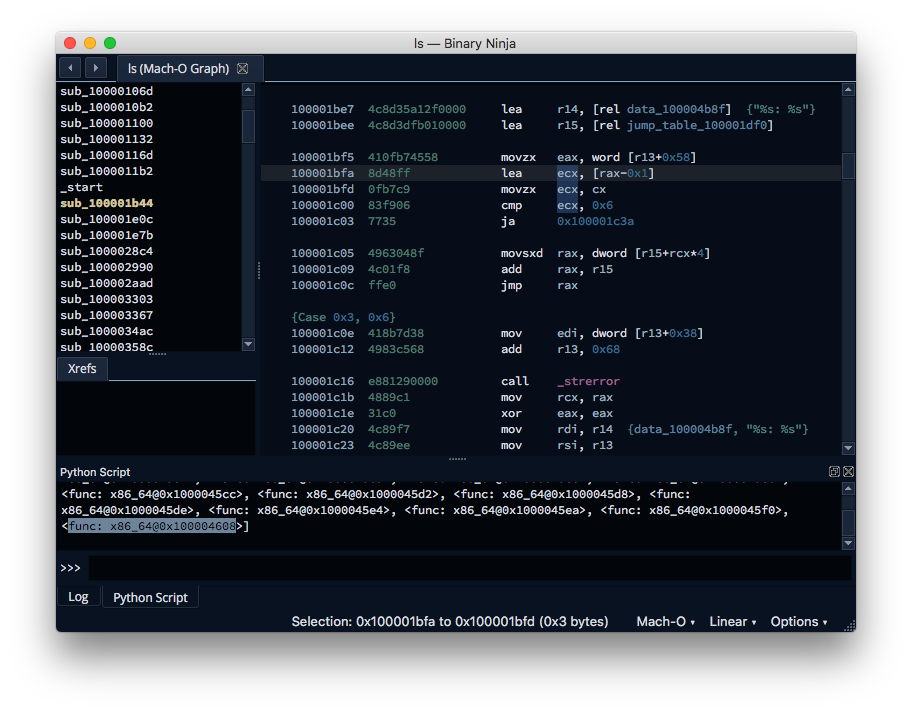 ls — Binary Ninja
ls (Mach-O Graph)
sub_10000106d
sub_1000010b2
sub_100001100
sub_100001132
sub_10000116d
sub_1000011b2
_start
sub_100001b44
sub_100001e0c
sub_100001e7b
sub_1000028c4
sub_100002990
sub_100002aad
sub_100003303
sub_100003367
sub_1000034ac
sub_10000358c
Xrefs
100001be7 4c8d35a12f0000 lea r14, [rel data_100004b8f] {"%s: %s"}
100001bee 4c8d3dfb010000 lea r15, [rel jump_table_100001df0]
100001bf5 410fb74558 movzx eax, word [r13+0x58]
100001bfa 8d48ff lea ecx, [rax-0x1]
100001bfd 0fb7c9 movzx ecx, cx
100001c00 83f906 cmp ecx, 0x6
100001c03 7735 ja 0x100001c3a
100001c05 4963048f movsxd rax, dword [r15+rcx*4]
100001c09 4c01f8 add rax, r15
100001c0c ffe0 jmp rax
{Case 0x3, 0x6}
100001c0e 418b7d38 mov edi, dword [r13+0x38]
100001c12 4983c568 add r13, 0x68
100001c16 e881290000 call _strerror
100001c1b 4889c1 mov rcx, rax
100001c1e 31c0 xor eax, eax
100001c20 4c89f7 mov rdi, r14 {data_100004b8f, "%s: %s"}
100001c23 4c89ee mov rsi, r13
Python Script
<func: x86_64@0x1000045cc>, <func: x86_64@0x1000045d2>, <func: x86_64@0x1000045d8>, <func:
x86_64@0x1000045de>, <func: x86_64@0x1000045e4>, <func: x86_64@0x1000045ea>, <func: x86_64@0x1000045f0>,
<func: x86_64@0x100004608>]
>>>
Log Python Script
Selection: 0x100001bfa to 0x100001bfd (0x3 bytes) Mach-O Linear Options